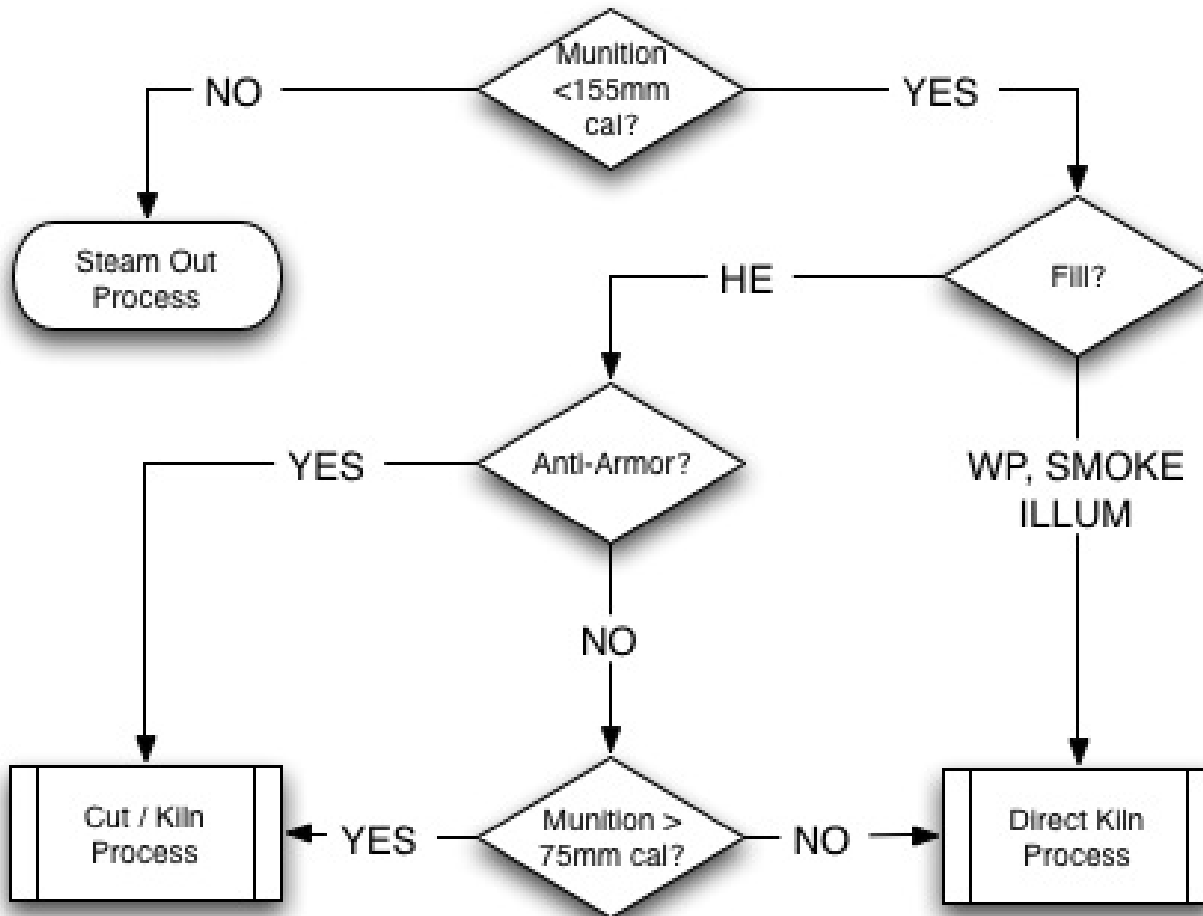 Munition
<155mm
cal?
NO
YES
Steam Out
Process
HE
Fill?
YES
Anti-Armor?
WP, SMOKE
ILLUM
NO
Cut / Kiln
Process
YES
Munition >
75mm cal?
NO
Direct Kiln
Process